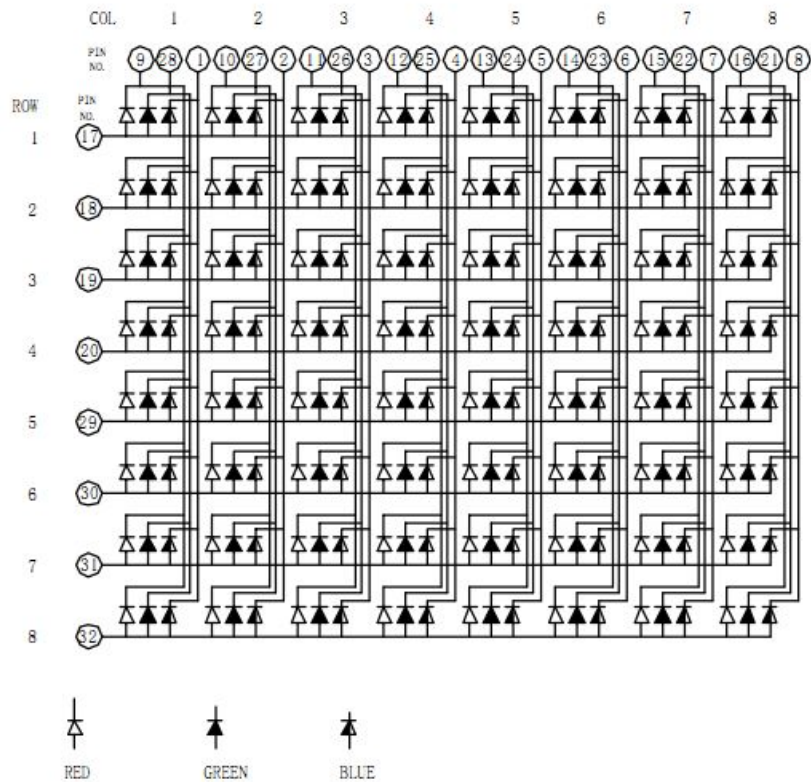 COL 1 2 3 4 5 6 7 8
PIN NO. 9 28 1 10 27 2 11 26 3 12 25 4 13 24 5 14 23 6 15 22 7 16 21 8
ROW PIN NO.
1 17
2 18
3 19
4 20
5 29
6 30
7 31
8 32
RED GREEN BLUE